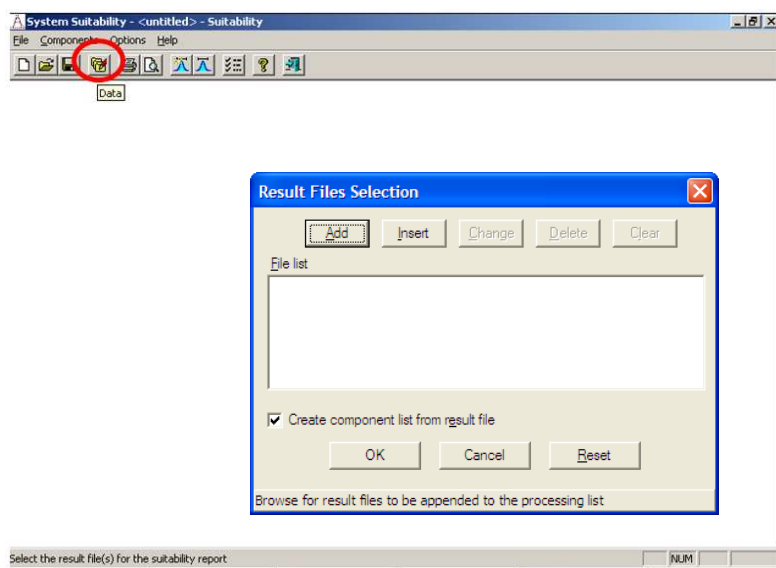 System Suitability - <untitled> - Suitability
File Components Options Help
Data
Result Files Selection
Add Insert Change Delete Clear
File list
Create component list from result file
OK Cancel Reset
Browse for result files to be appended to the processing list
Select the result file(s) for the suitability report NUM